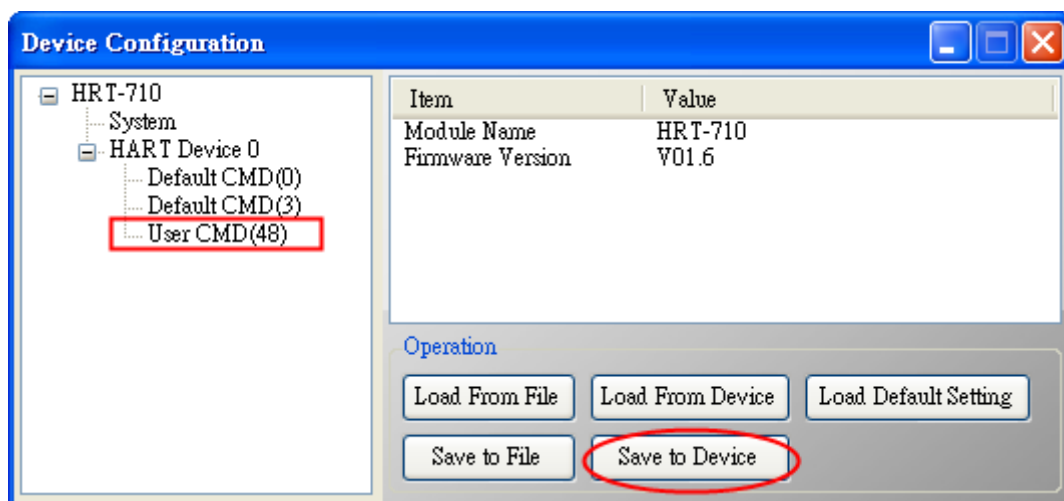 Device Configuration
HRT-710
System
HART Device 0
Default CMD(0)
Default CMD(3)
User CMD(48)
Item Value
Module Name HRT-710
Firmware Version V01.6
Operation
Load From File Load From Device Load Default Setting
Save to File Save to Device